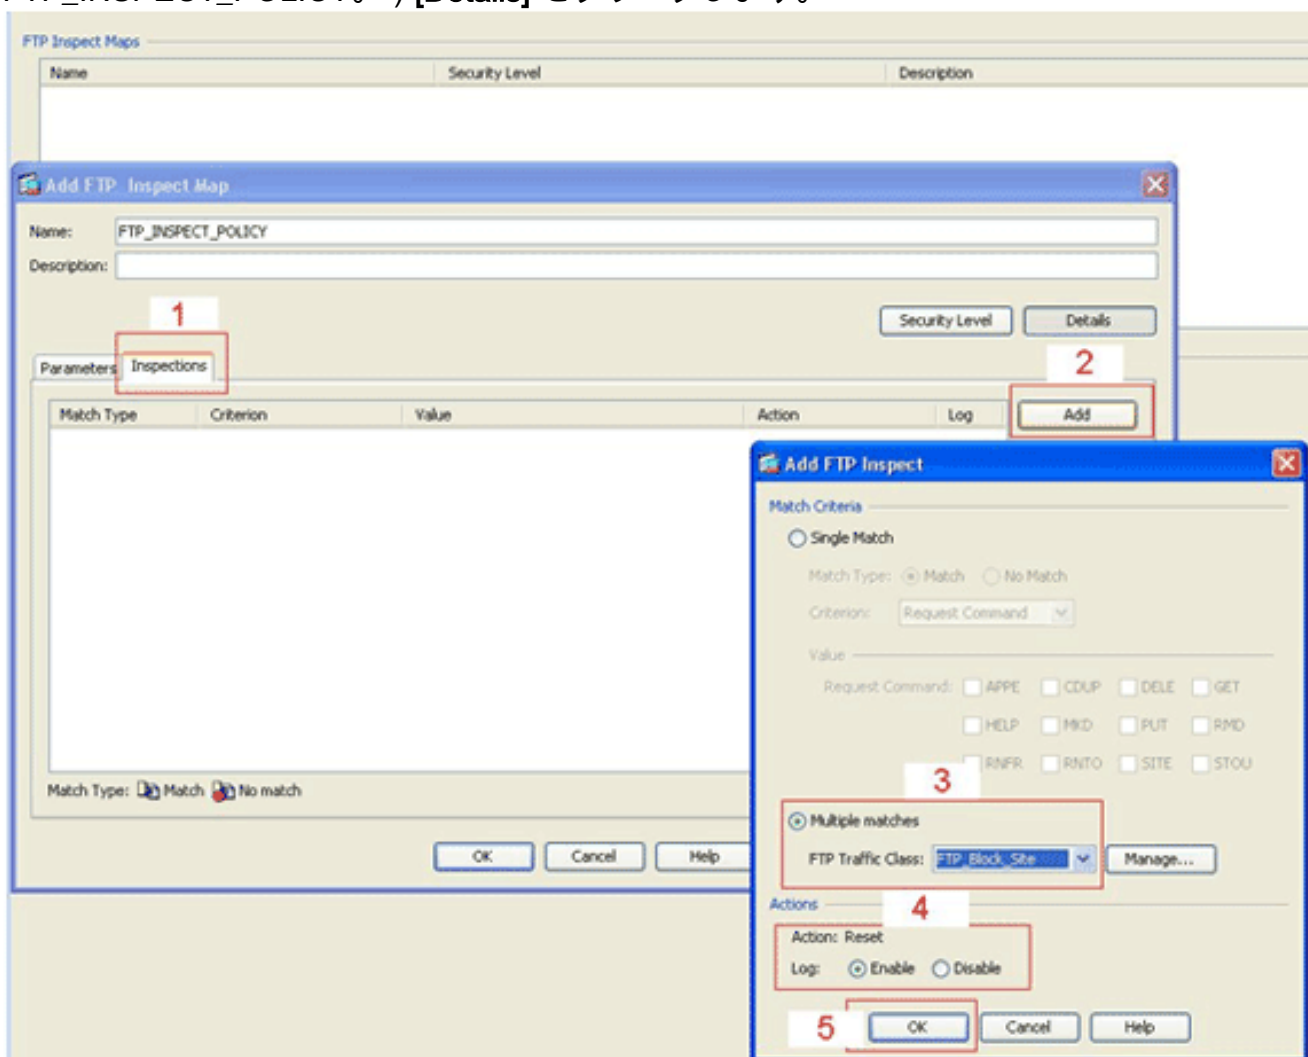 FTP_INSPECT_POLICY。) [Details] をクリックします。
FTP Inspect Maps
Name Security Level Description
Add FTP Inspect Map
Name: FTP_INSPECT_POLICY
Description:
1
Security Level Details
Parameters Inspections
2
Match Type Criterion Value Action Log Add
Add FTP Inspect
Match Criteria
Single Match
Match Type: Match No Match
Criterion: Request Command
Value
Request Command: APPE CDUP DELE GET
HELP MKD PUT RMD
RNFR RNTO SITE STOU
3
Match Type: Match No match
Multiple matches
FTP Traffic Class: FTP_Block_Site Manage...
OK Cancel Help
Actions
4
Action: Reset
Log: Enable Disable
5
OK Cancel Help